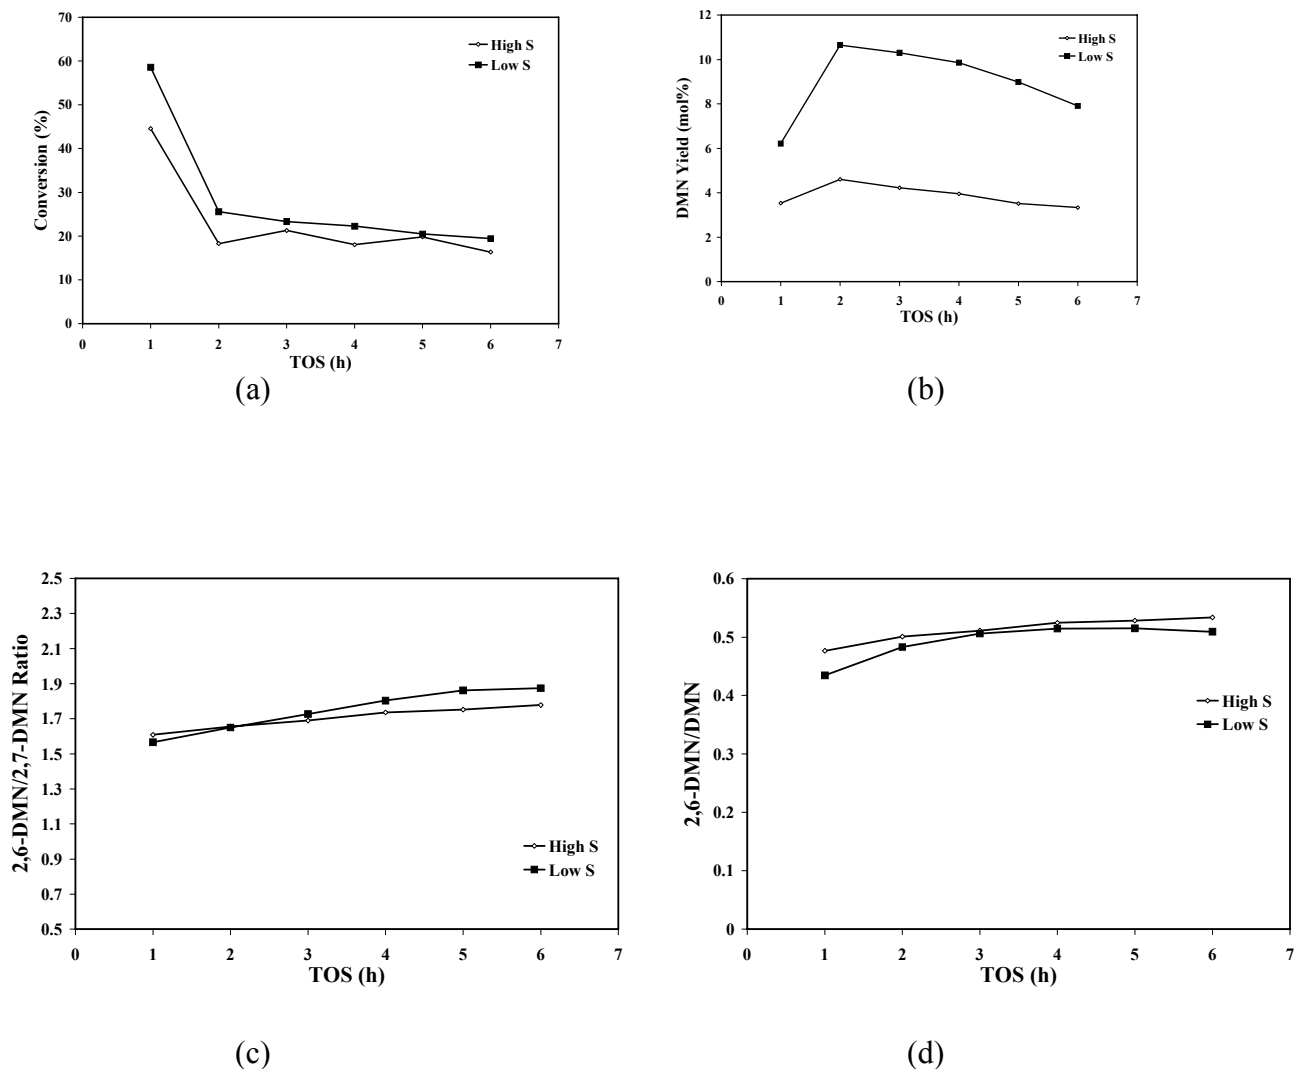 70
60
50
40
30
20
10
0
Conversion (%)
High S
Low S
0 1 2 3 4 5 6 7
TOS (h)
(a)
12
10
8
6
4
2
0
DMN Yield (mol%)
High S
Low S
0 1 2 3 4 5 6 7
TOS (h)
(b)
2.5
2.3
2.1
1.9
1.7
1.5
1.3
1.1
0.9
0.7
0.5
2,6-DMN/2,7-DMN Ratio
High S
Low S
0 1 2 3 4 5 6 7
TOS (h)
(c)
0.6
0.5
0.4
0.3
0.2
0.1
0
2,6-DMN/DMN
High S
Low S
0 1 2 3 4 5 6 7
TOS (h)
(d)